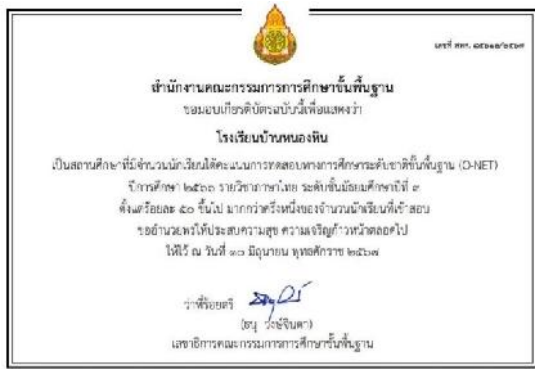 สำนักงานคณะกรรมการการศึกษาขั้นพื้นฐาน
ขอมอบเกียรติบัตรฉบับนี้เพื่อแสดงว่า
โรงเรียนบ้านหนองหิน
เป็นสถานศึกษาที่มีจำนวนนักเรียนได้คะแนนการทดสอบทางการศึกษาระดับชาติขั้นพื้นฐาน (O-NET)
ปีการศึกษา ๒๕๖๖ รายวิชาภาษาไทย ระดับชั้นมัธยมศึกษาปีที่ ๓
ตั้งแต่ร้อยละ ๕๐ ขึ้นไป มากกว่าครึ่งหนึ่งของจำนวนนักเรียนที่เข้าสอบ
ขออำนวยพรให้ประสบความสุข ความเจริญก้าวหน้าตลอดไป
ให้ไว้ ณ วันที่ ๑๐ มิถุนายน พุทธศักราช ๒๕๖๗
ว่าที่ร้อยตรี
(ธนุ วงษ์จินดา)
เลขาธิการคณะกรรมการการศึกษาขั้นพื้นฐาน